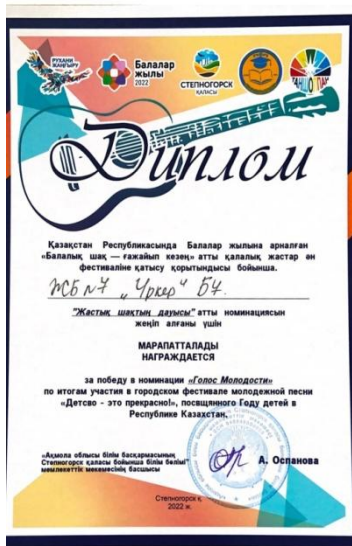 РУХАНИ
ЖАҢҒЫРУ
Балалар
жылы
2022
СТЕПНОГОРСК
ҚАЛАСЫ
Диплом
Қазақстан Республикасында Балалар жылына арналған
«Балалық шақ — ғажайып кезең» атты қалалық жастар ән
фестиваліне қатысу қорытындысы бойынша.
ЖББ №7 „Үркер" БҰ.
"Жастық шақтың дауысы" атты номинациясын
жеңіп алғаны үшін
МАРАПАТТАЛАДЫ
НАГРАЖДАЕТСЯ
за победу в номинации «Голос Молодости»
по итогам участия в городском фестивале молодежной песни
«Детсво - это прекрасно!», посвящнного Году детей в
Республике Казахстан.
«Ақмола облысы білім басқармасының
Степногорск қаласы бойынша білім бөлімі"
мемлекеттік мекемесінің басшысы
А. Оспанова
Степногорск қ.
2022 ж.